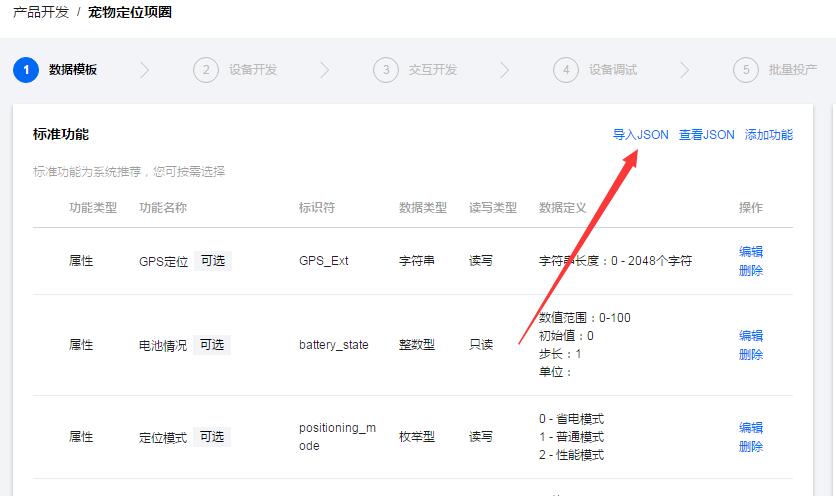 产品开发 / 宠物定位项圈
1 数据模板 2 设备开发 3 交互开发 4 设备调试 5 批量投产
标准功能 导入JSON 查看JSON 添加功能
标准功能为系统推荐，您可按需选择
功能类型 功能名称 标识符 数据类型 读写类型 数据定义 操作
属性 GPS定位 可选 GPS_Ext 字符串 读写 字符串长度：0 - 2048个字符 编辑
删除
数值范围：0-100
初始值：0 编辑
属性 电池情况 可选 battery_state 整数型 只读
步长：1 删除
单位：
0 - 省电模式
positioning_m 编辑
属性 定位模式 可选 枚举型 读写 1 - 普通模式
ode 删除
2 - 性能模式